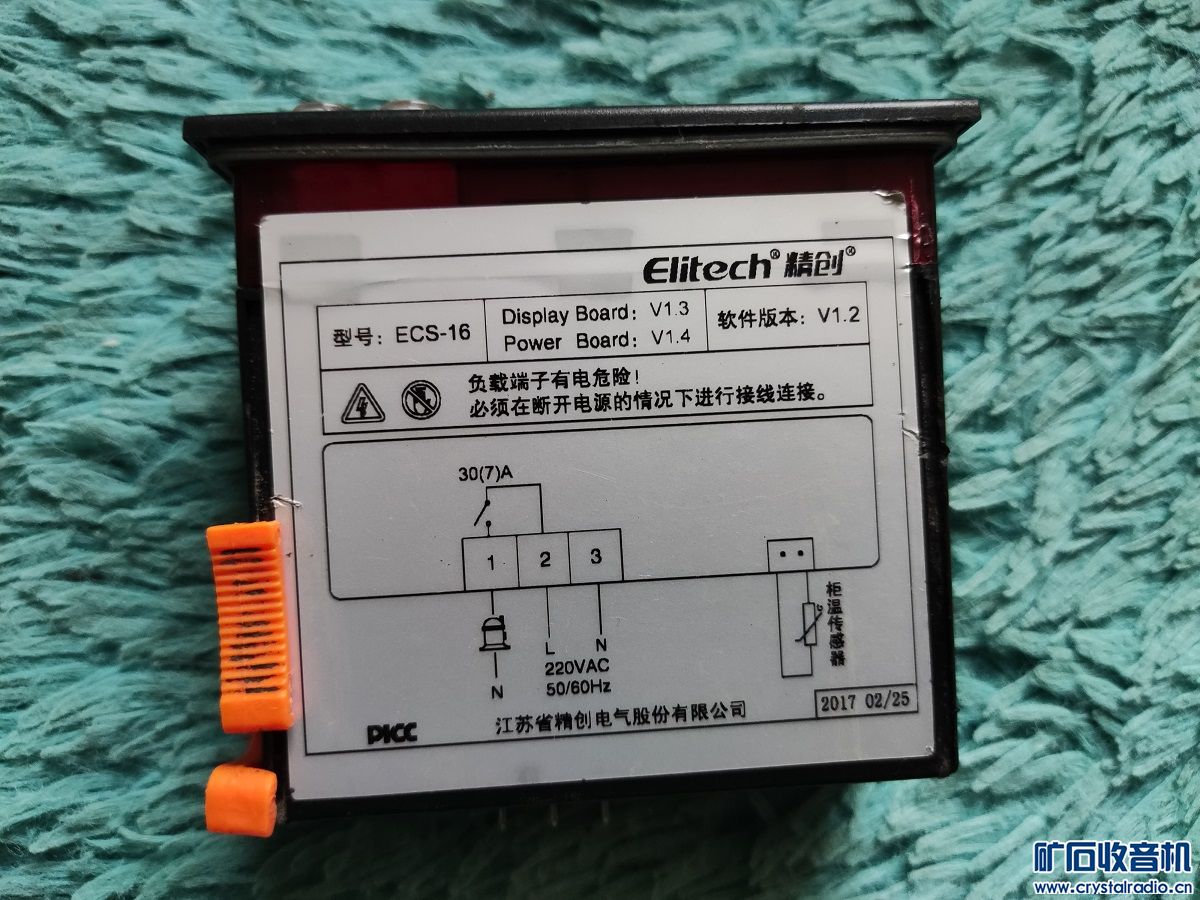 Elitech® 精创®
型号：ECS-16
Display Board：V1.3
Power Board：V1.4
软件版本：V1.2
负载端子有电危险！
必须在断开电源的情况下进行接线连接。
30(7)A
1 2 3
L N
220VAC
50/60Hz
N
柜温传感器
2017 02/25
PICC 江苏省精创电气股份有限公司
矿石收音机
www.crystalradio.cn